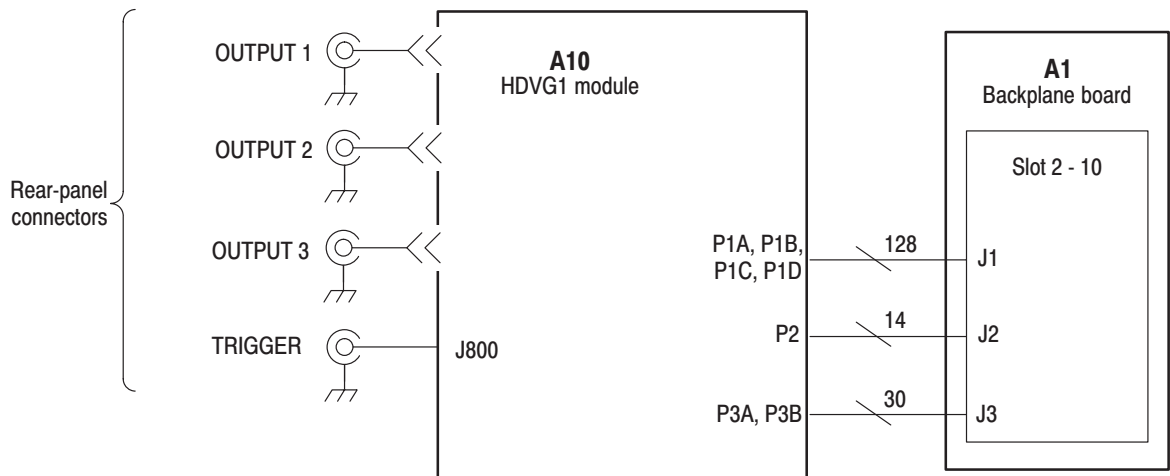 OUTPUT 1
OUTPUT 2
OUTPUT 3
TRIGGER
Rear-panel
connectors
A10
HDVG1 module
J800
P1A, P1B,
P1C, P1D
128
P2
14
P3A, P3B
30
A1
Backplane board
Slot 2 - 10
J1
J2
J3